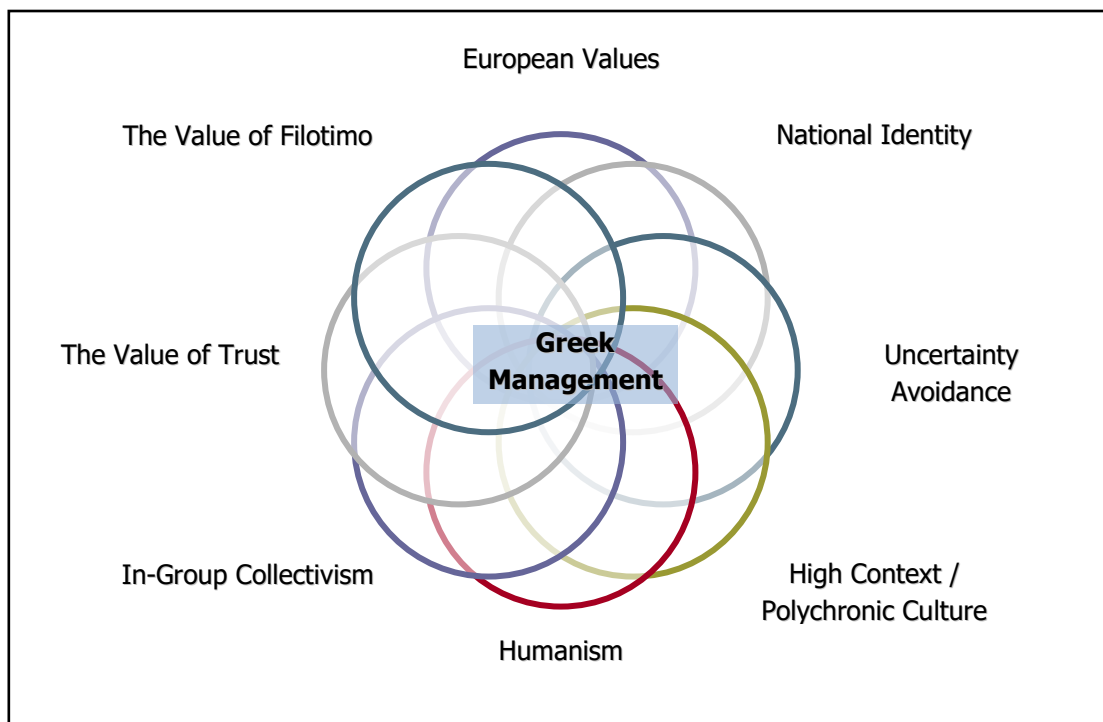 European Values
The Value of Filotimo
National Identity
The Value of Trust
Greek
Management
Uncertainty
Avoidance
In-Group Collectivism
High Context /
Polychronic Culture
Humanism